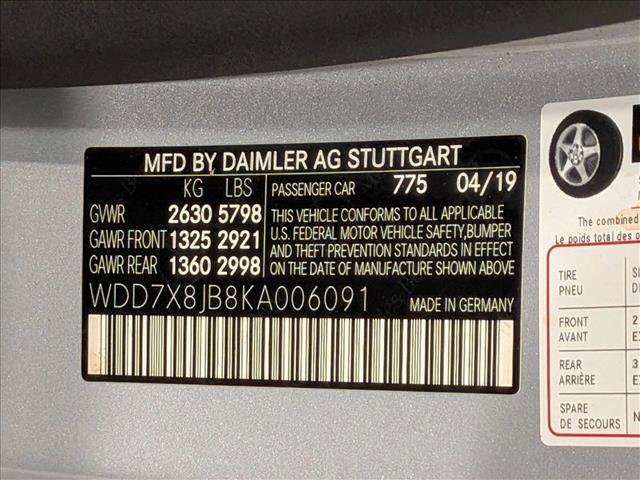 MFD BY DAIMLER AG STUTTGART
KG LBS
GVWR 2630 5798
GAWR FRONT 1325 2921
GAWR REAR 1360 2998
PASSENGER CAR 775 04/19
THIS VEHICLE CONFORMS TO ALL APPLICABLE
U.S. FEDERAL MOTOR VEHICLE SAFETY,BUMPER
AND THEFT PREVENTION STANDARDS IN EFFECT
ON THE DATE OF MANUFACTURE SHOWN ABOVE
WDD7X8JB8KA006091
MADE IN GERMANY
The combined
Le poids total des
TIRE
PNEU
FRONT
AVANT
REAR
ARRIÈRE
SPARE
DE SECOURS